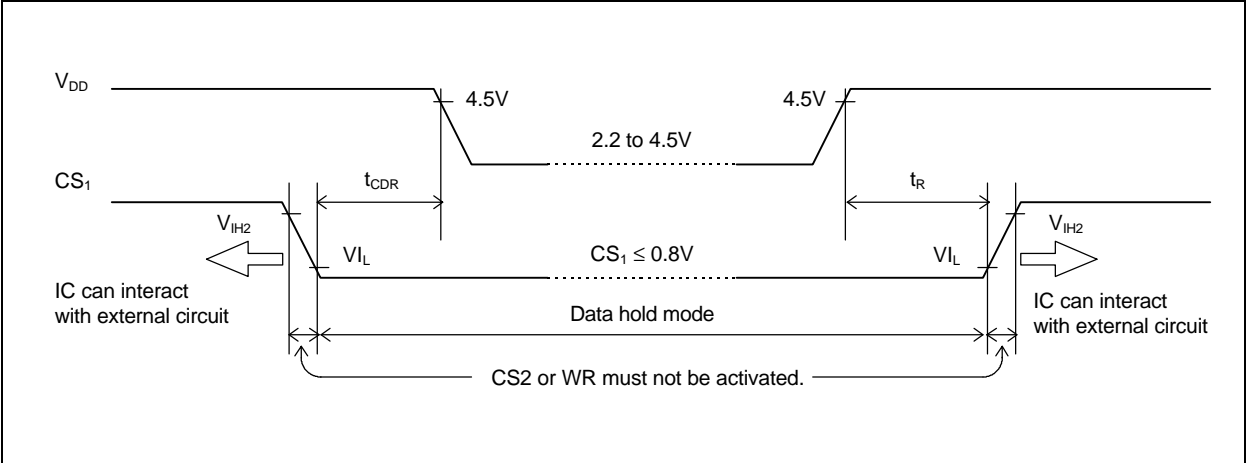 VDD
4.5V
4.5V
2.2 to 4.5V
CS1
tCDR
tR
VIH2
VIH2
VIL
CS1 ≤ 0.8V
VIL
IC can interact
with external circuit
Data hold mode
IC can interact
with external circuit
CS2 or WR must not be activated.